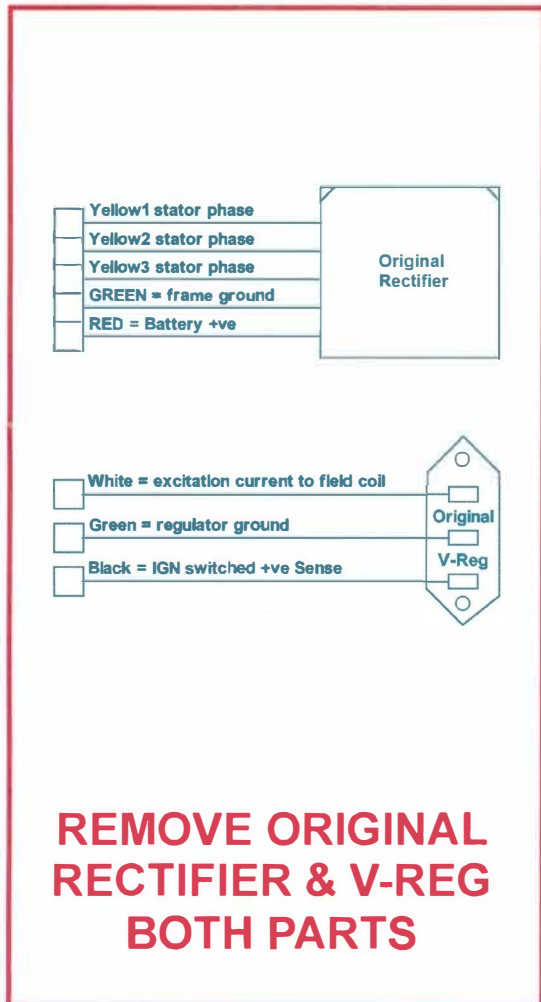 Yellow1 stator phase
Yellow2 stator phase
Yellow3 stator phase
GREEN = frame ground
RED = Battery +ve
Original
Rectifier
White = excitation current to field coil
Green = regulator ground
Black = IGN switched +ve Sense
Original
V-Reg
REMOVE ORIGINAL
RECTIFIER & V-REG
BOTH PARTS